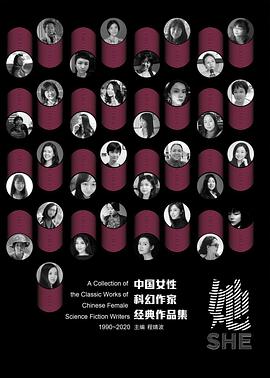 A Collection of
the Classic Works of
Chinese Female
Science Fiction Writers
1990~2020
中国女性
科幻作家
经典作品集
主编 程婧波
她
SHE